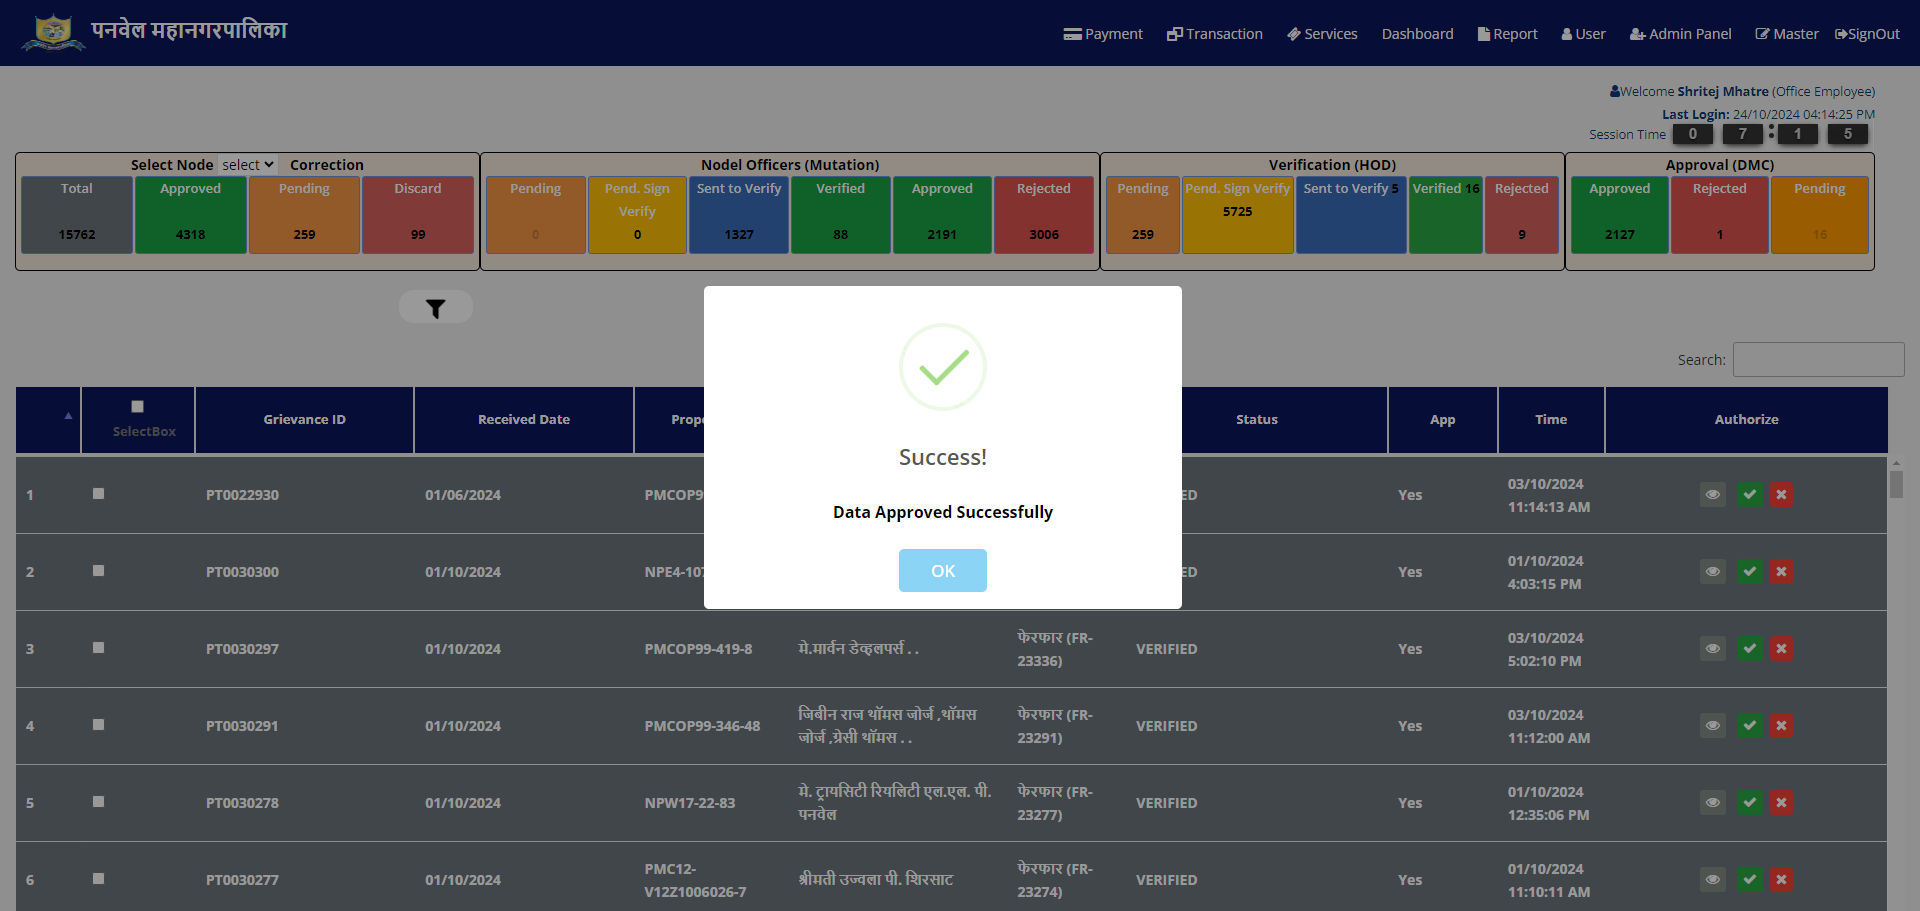 पनवेल महानगरपालिका
Payment Transaction Services Dashboard Report User Admin Panel Master SignOut
Welcome Shritej Mhatre (Office Employee)
Last Login: 24/10/2024 04:14:25 PM
Session Time 0 7 : 1 5
Select Node select Correction
Total Approved Pending Discard
15762 4318 259 99
Nodel Officers (Mutation)
Pending Pend. Sign Verify Sent to Verify Verified Approved Rejected
0 0 1327 88 2191 3006
Verification (HOD)
Pending Pend. Sign Verify 5725 Sent to Verify 5 Verified 16 Rejected
259 9
Approval (DMC)
Approved Rejected Pending
2127 1 16
Success!
Data Approved Successfully
OK
Search:
SelectBox Grievance ID Received Date Prope Status App Time Authorize
1 PT0022930 01/06/2024 PMCOP9 ED Yes 03/10/2024 11:14:13 AM
2 PT0030300 01/10/2024 NPE4-107 ED Yes 01/10/2024 4:03:15 PM
3 PT0030297 01/10/2024 PMCOP99-419-8 मे.मार्वन डेव्हलपर्स . . फेरफार (FR-23336) VERIFIED Yes 03/10/2024 5:02:10 PM
4 PT0030291 01/10/2024 PMCOP99-346-48 जिबीन राज थॉमस जोर्ज ,थॉमस जोर्ज ,ग्रेसी थॉमस . . फेरफार (FR-23291) VERIFIED Yes 03/10/2024 11:12:00 AM
5 PT0030278 01/10/2024 NPW17-22-83 मे. ट्रायसिटी रियलिटी एल.एल. पी. पनवेल फेरफार (FR-23277) VERIFIED Yes 01/10/2024 12:35:06 PM
6 PT0030277 01/10/2024 PMC12-V12Z1006026-7 श्रीमती उज्वला पी. शिरसाट फेरफार (FR-23274) VERIFIED Yes 01/10/2024 11:10:11 AM